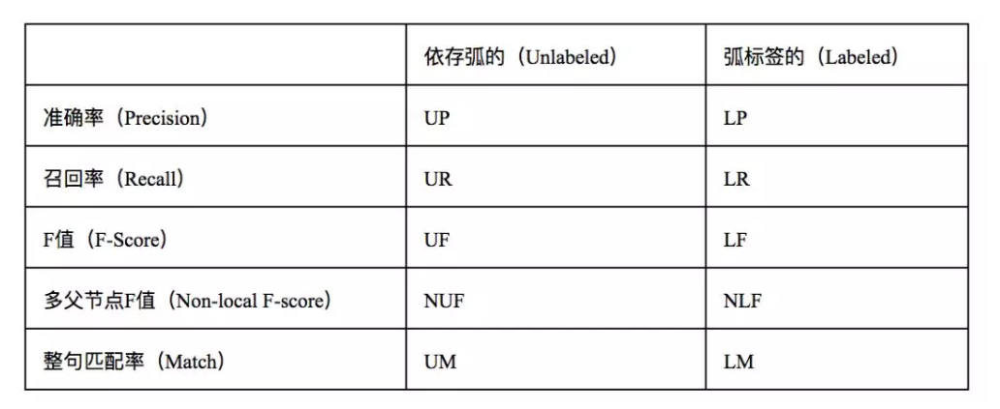 依存弧的（Unlabeled） 弧标签的（Labeled）
准确率（Precision） UP LP
召回率（Recall） UR LR
F值（F-Score） UF LF
多父节点F值（Non-local F-score） NUF NLF
整句匹配率（Match） UM LM